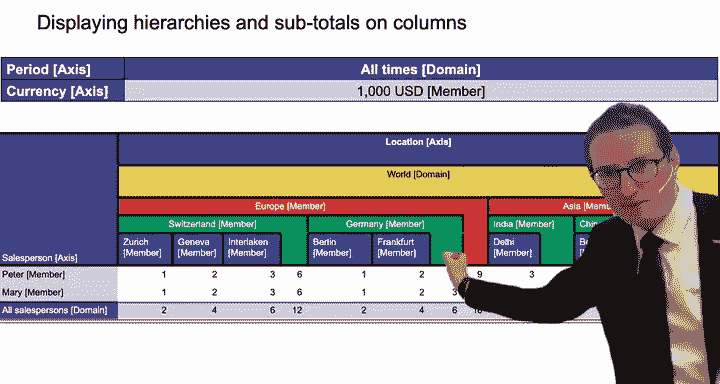 Displaying hierarchies and sub-totals on columns
Period [Axis] All times [Domain]
Currency [Axis] 1,000 USD [Member]
Location [Axis]
World [Domain]
Europe [Member] Asia
Switzerland [Member] Germany [Member] India [Member]
Zurich Geneva Interlaken Berlin Frankfurt Delhi
Salesperson [Axis] [Member] [Member] [Member] [Member] [Member] [Member]
Peter [Member] 1 2 3 6 1 2 9 3
Mary [Member] 1 2 3 6 1 2 3
All salespersons [Domain] 2 4 6 12 2 4 6